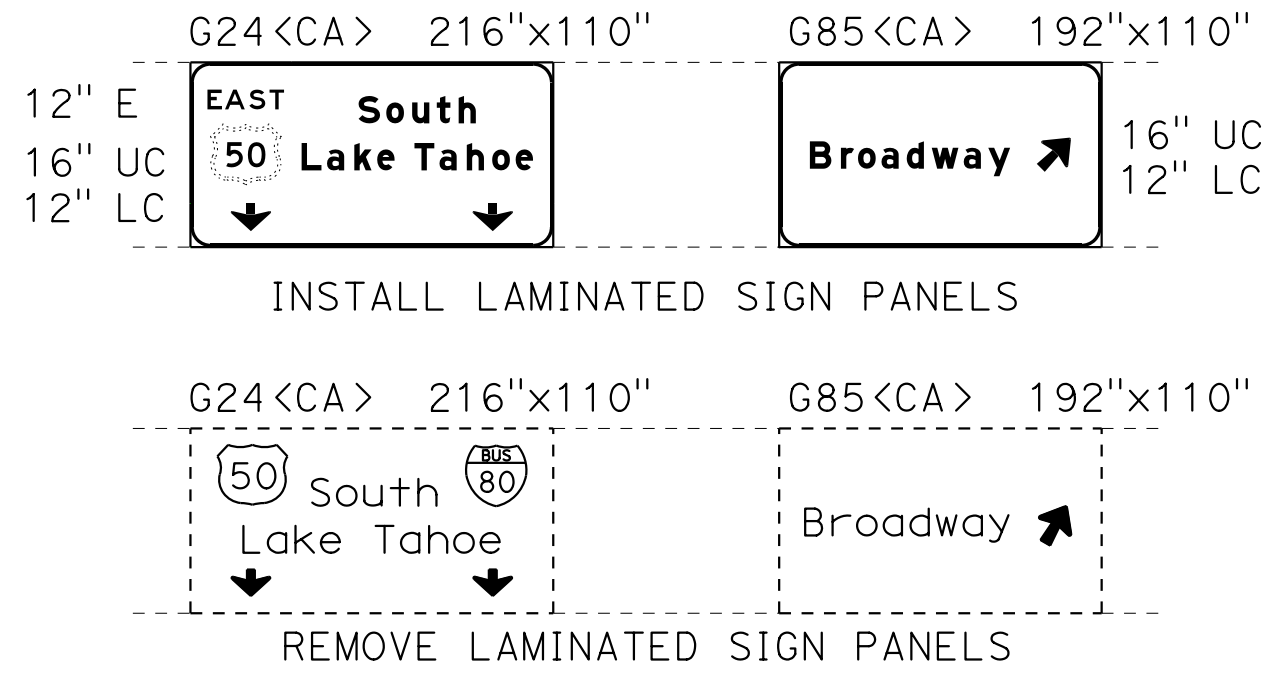 G24<CA> 216"x110" G85<CA> 192"x110"
12" E
16" UC
12" LC
EAST
50
South
Lake Tahoe
Broadway
16" UC
12" LC
INSTALL LAMINATED SIGN PANELS
G24<CA> 216"x110" G85<CA> 192"x110"
50
South
Lake Tahoe
BUS
80
Broadway
REMOVE LAMINATED SIGN PANELS